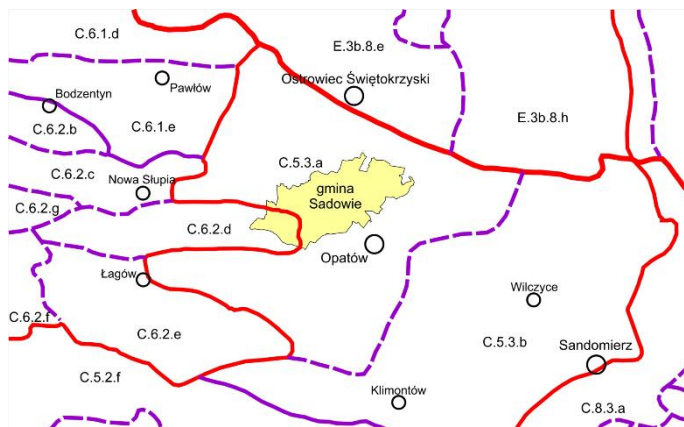 C.6.1.d
E.3b.8.e
Ostrowiec Świętokrzyski
Pawłów
Bodzentyn
C.6.2.b
C.6.1.e
E.3b.8.h
C.5.3.a
C.6.2.c
Nowa Słupia
gmina
Sadowie
C.6.2.g
C.6.2.d
Opatów
Łagów
Wilczyce
C.6.2.f
C.6.2.e
C.5.3.b
Sandomierz
C.5.2.f
Klimontów
C.8.3.a